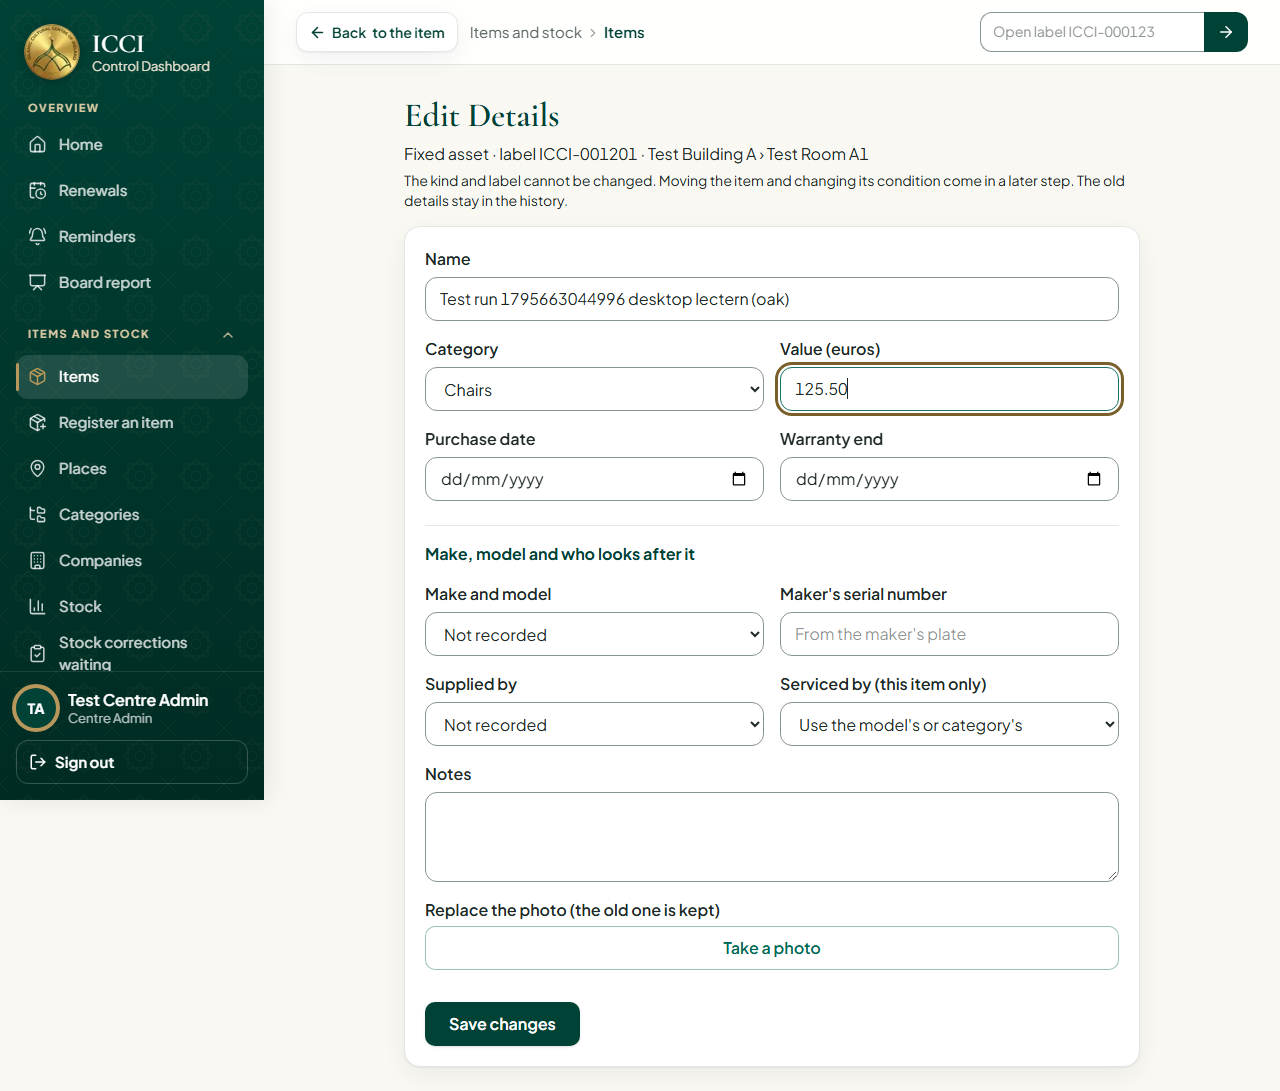 ICCI
Control Dashboard
OVERVIEW
Home
Renewals
Reminders
Board report
ITEMS AND STOCK
Items
Register an item
Places
Categories
Companies
Stock
Stock corrections
waiting
TA
Test Centre Admin
Centre Admin
Sign out
Back to the item
Items and stock › Items
Open label ICCI-000123
Edit Details
Fixed asset · label ICCI-001201 · Test Building A › Test Room A1
The kind and label cannot be changed. Moving the item and changing its condition come in a later step. The old
details stay in the history.
Name
Test run 1795663044996 desktop lectern (oak)
Category
Value (euros)
Chairs
125.50
Purchase date
Warranty end
dd/mm/yyyy
dd/mm/yyyy
Make, model and who looks after it
Make and model
Maker's serial number
Not recorded
From the maker's plate
Supplied by
Serviced by (this item only)
Not recorded
Use the model's or category's
Notes
Replace the photo (the old one is kept)
Take a photo
Save changes